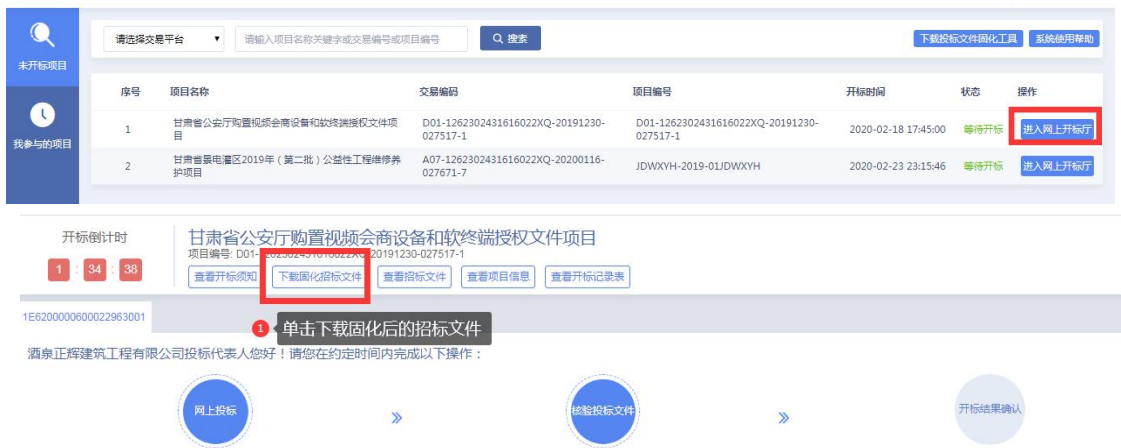 请选择交易平台 ▼ 请输入项目名称关键字或交易编号或项目编号 搜索 下载投标文件固化工具 系统使用帮助
未开标项目
我参与的项目
序号 项目名称 交易编码 项目编号 开标时间 状态 操作
1 甘肃省公安厅购置视频会商设备和软终端授权文件项目 D01-1262302431616022XQ-20191230-027517-1 D01-1262302431616022XQ-20191230-027517-1 2020-02-18 17:45:00 等待开标 进入网上开标厅
2 甘肃省景电灌区2019年（第二批）公益性工程维修养护项目 A07-1262302431616022XQ-20200116-027671-7 JDWXYH-2019-01JDWXYH 2020-02-23 23:15:46 等待开标 进入网上开标厅
开标倒计时
1 : 34 : 38
甘肃省公安厅购置视频会商设备和软终端授权文件项目
项目编号: D01-1262302431616022XQ-20191230-027517-1
查看开标须知 下载固化招标文件 查看招标文件 查看项目信息 查看开标记录表
1E6200000600022963001
1 单击下载固化后的招标文件
酒泉正辉建筑工程有限公司投标代表人您好！请您在约定时间内完成以下操作：
网上投标 » 核验投标文件 » 开标结果确认